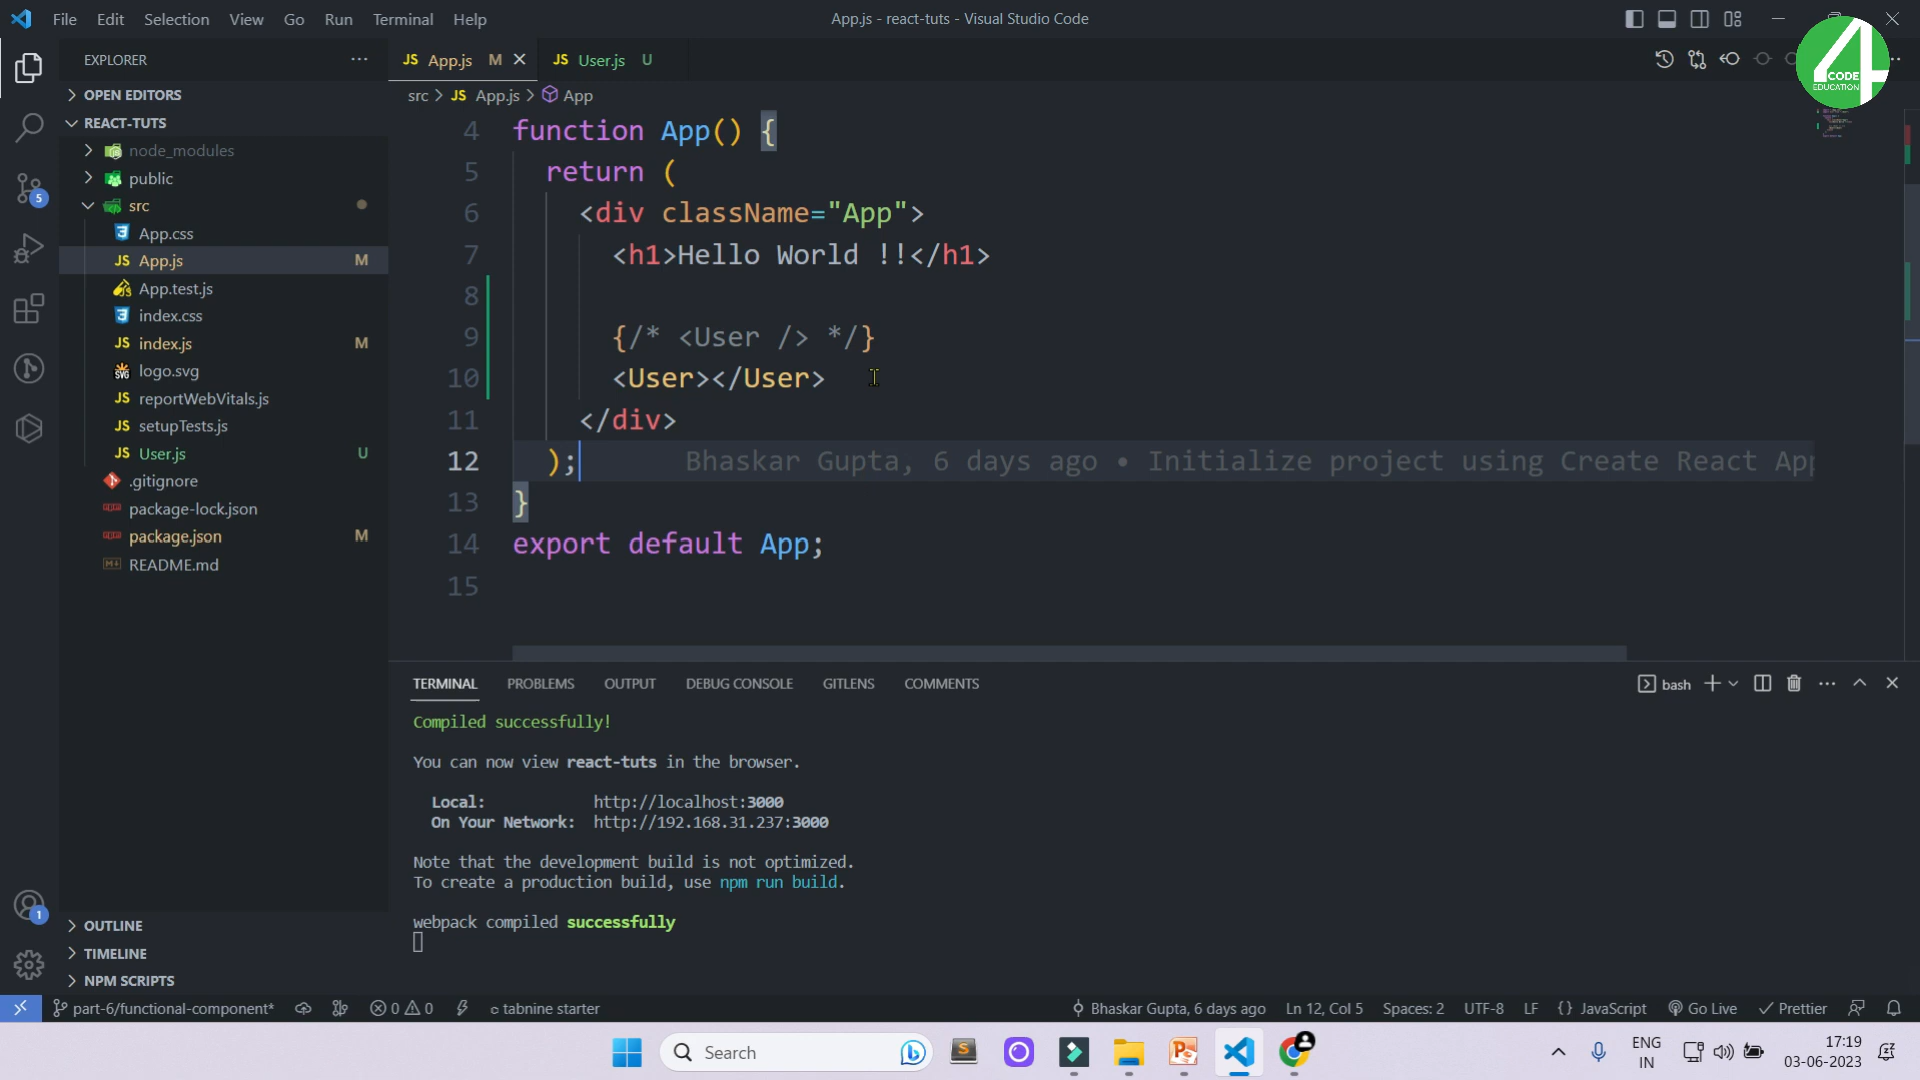 File Edit Selection View Go Run Terminal Help
App.js - react-tuts - Visual Studio Code
CODE
EDUCATION
EXPLORER
OPEN EDITORS
REACT-TUTS
node_modules
public
src
App.css
App.js M
App.test.js
index.css
index.js M
logo.svg
reportWebVitals.js
setupTests.js
User.js U
.gitignore
package-lock.json
package.json M
README.md
OUTLINE
TIMELINE
NPM SCRIPTS
5
1
JS App.js M
JS User.js U
src > JS App.js > App
4 function App() {
5 return (
6 <div className="App">
7 <h1>Hello World !!</h1>
8
9 {/* <User /> */}
10 <User></User>
11 </div>
12 ); Bhaskar Gupta, 6 days ago • Initialize project using Create React App
13 }
14 export default App;
15
TERMINAL PROBLEMS OUTPUT DEBUG CONSOLE GITLENS COMMENTS
bash
Compiled successfully!
You can now view react-tuts in the browser.
Local: http://localhost:3000
On Your Network: http://192.168.31.237:3000
Note that the development build is not optimized.
To create a production build, use npm run build.
webpack compiled successfully
part-6/functional-component* 0 0 tabnine starter
Bhaskar Gupta, 6 days ago Ln 12, Col 5 Spaces: 2 UTF-8 LF {} JavaScript Go Live Prettier
Search
ENG
IN
17:19
03-06-2023